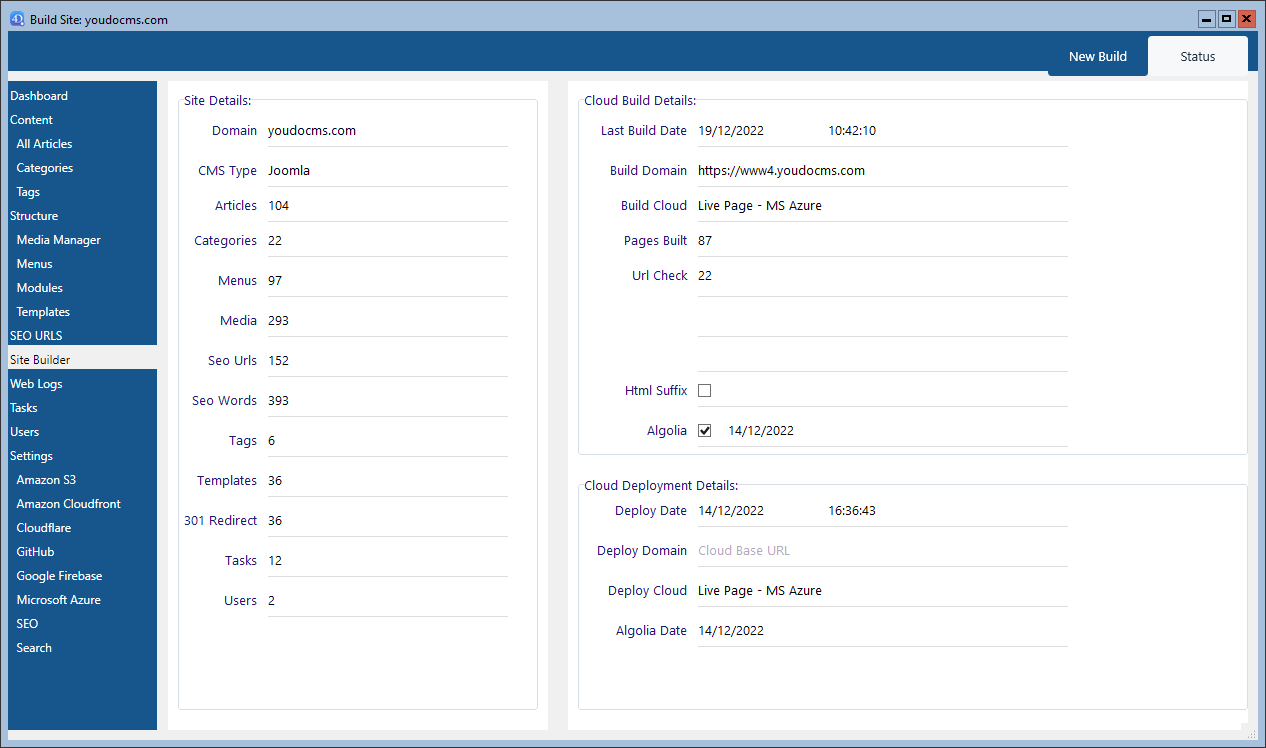 Build Site: youdocms.com
New Build
Status
Dashboard
Content
All Articles
Categories
Tags
Structure
Media Manager
Menus
Modules
Templates
SEO URLS
Site Builder
Web Logs
Tasks
Users
Settings
Amazon S3
Amazon Cloudfront
Cloudflare
GitHub
Google Firebase
Microsoft Azure
SEO
Search
Site Details:
Domain youdocms.com
CMS Type Joomla
Articles 104
Categories 22
Menus 97
Media 293
Seo Urls 152
Seo Words 393
Tags 6
Templates 36
301 Redirect 36
Tasks 12
Users 2
Cloud Build Details:
Last Build Date 19/12/2022 10:42:10
Build Domain https://www4.youdocms.com
Build Cloud Live Page - MS Azure
Pages Built 87
Url Check 22
Html Suffix
Algolia 14/12/2022
Cloud Deployment Details:
Deploy Date 14/12/2022 16:36:43
Deploy Domain Cloud Base URL
Deploy Cloud Live Page - MS Azure
Algolia Date 14/12/2022